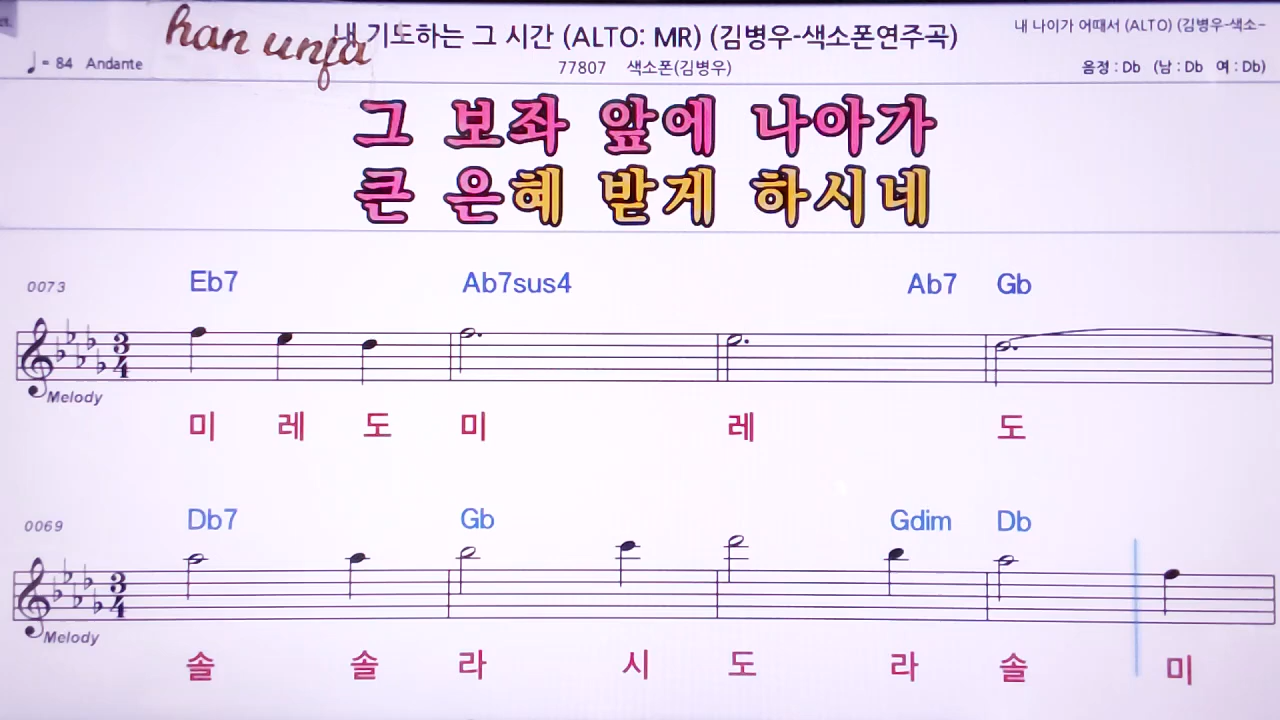 han unja
내 기도하는 그 시간 (ALTO: MR) (김병우-색소폰연주곡)
내 나이가 어때서 (ALTO) (김병우-색소-
♩ = 84 Andante
77807 색소폰(김병우)
음정 : Db (남 : Db 여 : Db)
그 보좌 앞에 나아가
큰 은혜 받게 하시네
0073 Eb7 Ab7sus4 Ab7 Gb
3
4
Melody
미 레 도 미 레 도
0069 Db7 Gb Gdim Db
3
4
Melody
솔 솔 라 시 도 라 솔 미